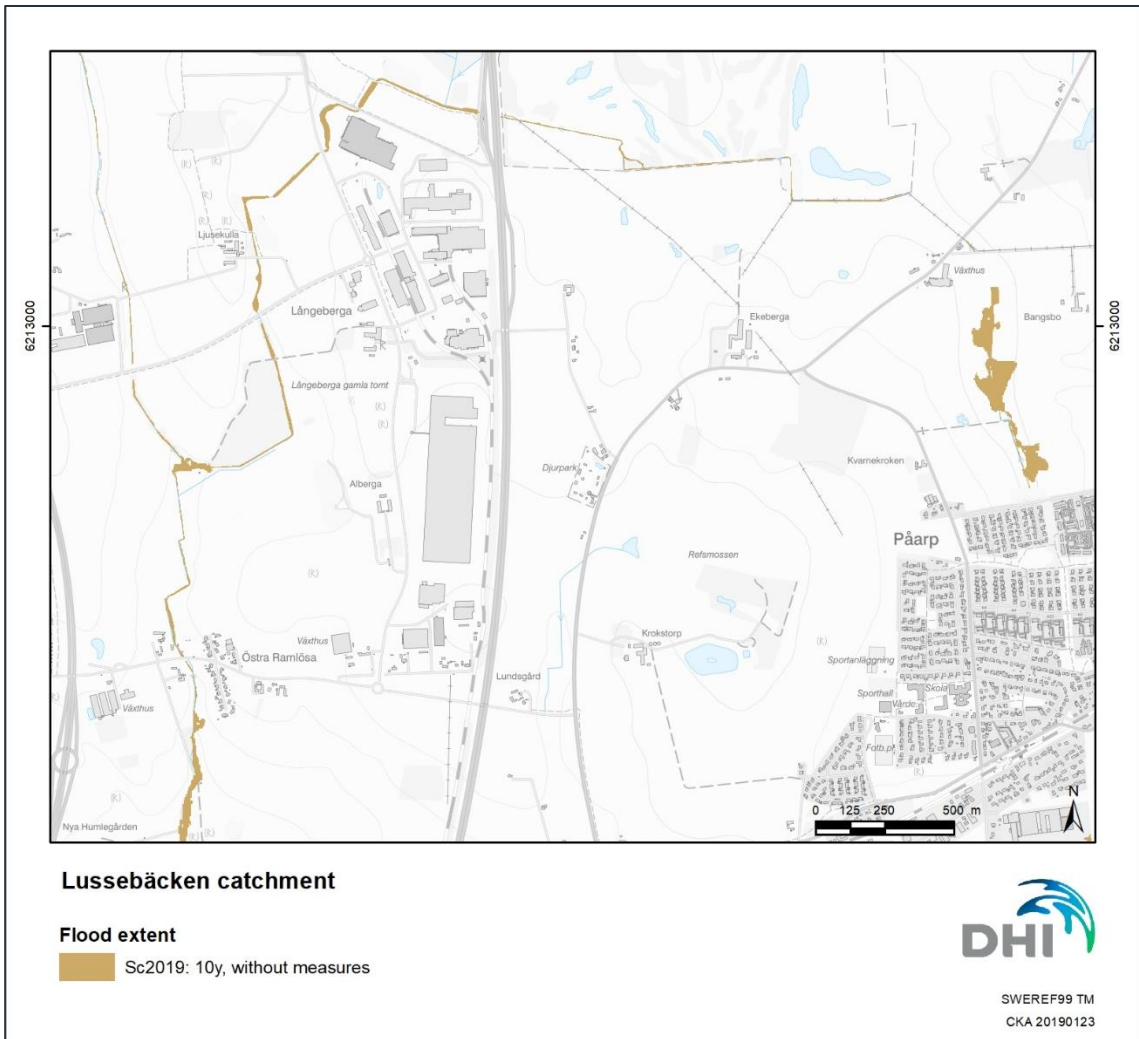 6213000
6213000
Ljusekulla
Långeberga
Långeberga gamla tomt
Alberga
Växthus
Östra Ramlösa
Växthus
Nya Humlegården
Lundsgård
Djurpark
Ekeberga
Växthus
Bangsbo
Kvarnekroken
Påarp
Refsmossen
Krokstorp
(R)
(R)
(R)
(R)
(R)
(R)
(R)
(R)
(R)
(R)
(R)
(R)
Sportanläggning
Sporthall
Skola
Vårdc.
Fotb.pl
0 125 250 500 m
N
Lussebäcken catchment
Flood extent
Sc2019: 10y, without measures
DHI
SWEREF99 TM
CKA 20190123